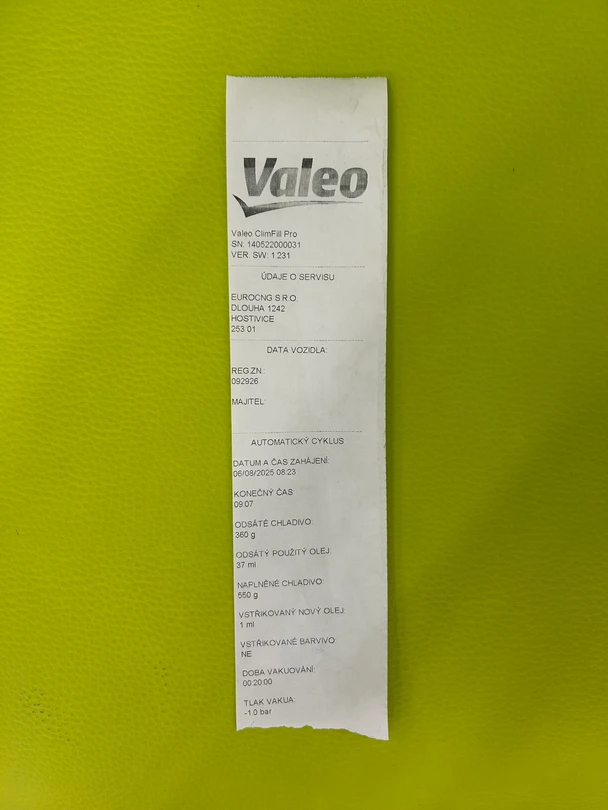 Valeo
Valeo ClimFill Pro
SN: 140522000031
VER. SW: 1.231
ÚDAJE O SERVISU
EUROCNG S.R.O.
DLOUHA 1242
HOSTIVICE
253 01
DATA VOZIDLA:
REG.ZN.:
092926
MAJITEL:
AUTOMATICKÝ CYKLUS
DATUM A ČAS ZAHÁJENÍ:
06/08/2025 08:23
KONEČNÝ ČAS:
09:07
ODSÁTÉ CHLADIVO:
360 g
ODSÁTÝ POUŽITÝ OLEJ:
37 ml
NAPLNĚNÉ CHLADIVO:
550 g
VSTŘIKOVANÝ NOVÝ OLEJ:
1 ml
VSTŘIKOVANÉ BARVIVO:
NE
DOBA VAKUOVÁNÍ:
00:20:00
TLAK VAKUA:
-1.0 bar